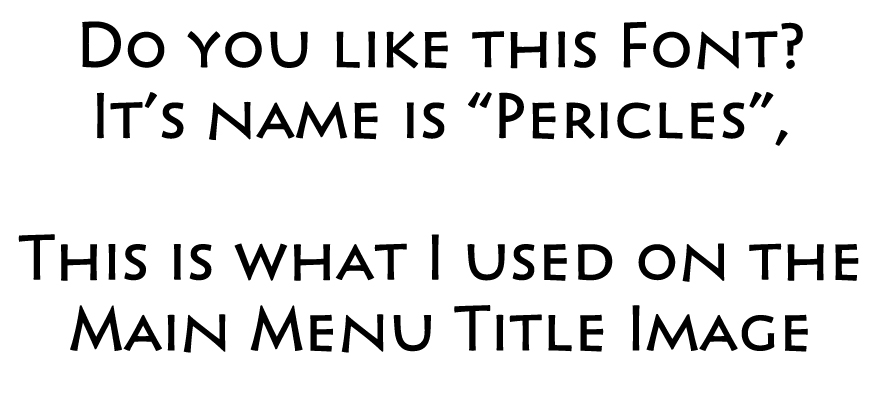 Do you like this Font?
It’s name is “Pericles”,
This is what I used on the
Main Menu Title Image